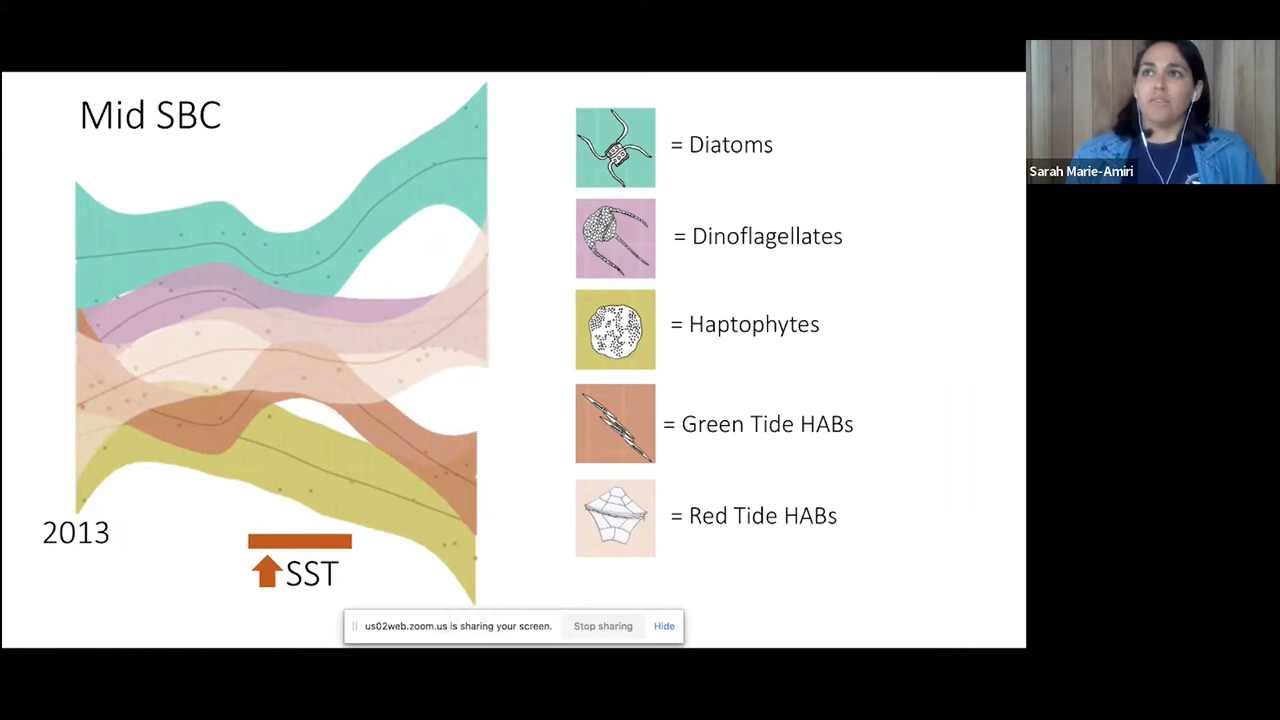 Mid SBC
= Diatoms
= Dinoflagellates
= Haptophytes
= Green Tide HABs
= Red Tide HABs
2013
SST
us02web.zoom.us is sharing your screen.
Stop sharing
Hide
Sarah Marie-Amiri